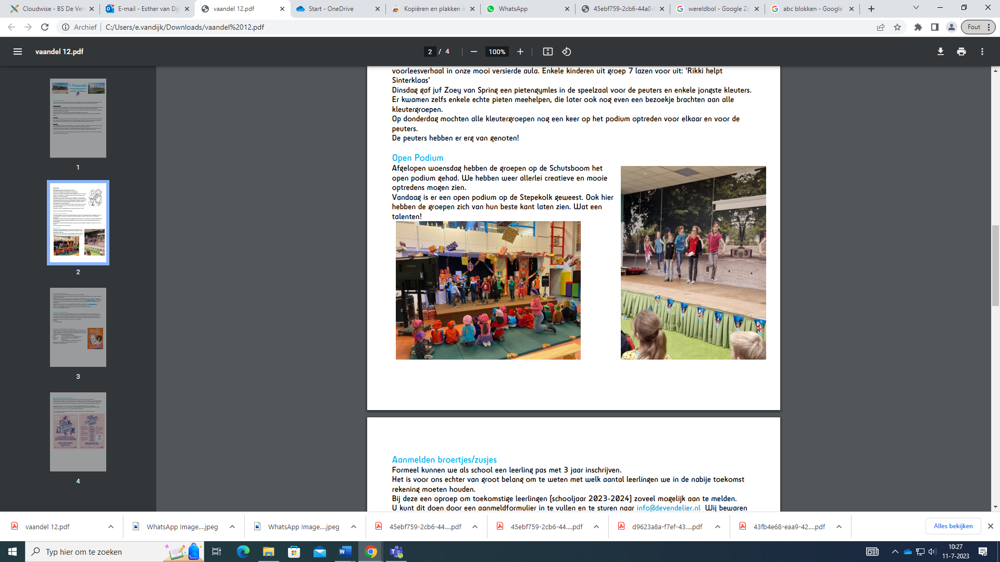 Cloudwise - BS De Ven
E-mail - Esther van Dij
vaandel 12.pdf
Start - OneDrive
Kopiëren en plakken in
WhatsApp
45ebf759-2cb6-44a0-
wereldbol - Google Zo
abc blokken - Google
Archief
C:/Users/e.vandijk/Downloads/vaandel%2012.pdf
Fout
vaandel 12.pdf
2 / 4
100%
't Vaandel
1
2
3
4
voorleesverhaal in onze mooi versierde aula. Enkele kinderen uit groep 7 lazen voor uit: 'Rikki helpt
Sinterklaas'
Dinsdag gaf juf Zoey van Spring een pietengymles in de speelzaal voor de peuters en enkele jongste kleuters.
Er kwamen zelfs enkele echte pieten meehelpen, die later ook nog even een bezoekje brachten aan alle
kleutergroepen.
Op donderdag mochten alle kleutergroepen nog een keer op het podium optreden voor elkaar en voor de
peuters.
De peuters hebben er erg van genoten!
Open Podium
Afgelopen woensdag hebben de groepen op de Schutsboom het
open podium gehad. We hebben weer allerlei creatieve en mooie
optredens mogen zien.
Vandaag is er een open podium op de Stepekolk geweest. Ook hier
hebben de groepen zich van hun beste kant laten zien. Wat een
talenten!
Aanmelden broertjes/zusjes
Formeel kunnen we als school een leerling pas met 3 jaar inschrijven.
Het is voor ons echter van groot belang om te weten met welk aantal leerlingen we in de nabije toekomst
rekening moeten houden.
Bij deze een oproep om toekomstige leerlingen (schooljaar 2023-2024) zoveel mogelijk aan te melden.
U kunt dit doen door een aanmeldformulier in te vullen en te sturen naar info@devendelier.nl Wij bewaren
vaandel 12.pdf
WhatsApp Image....jpeg
WhatsApp Image....jpeg
45ebf759-2cb6-44....pdf
45ebf759-2cb6-44....pdf
d9623a8a-f7ef-43....pdf
43fb4e68-eaa9-42....pdf
Alles bekijken
Typ hier om te zoeken
10:27
11-7-2023